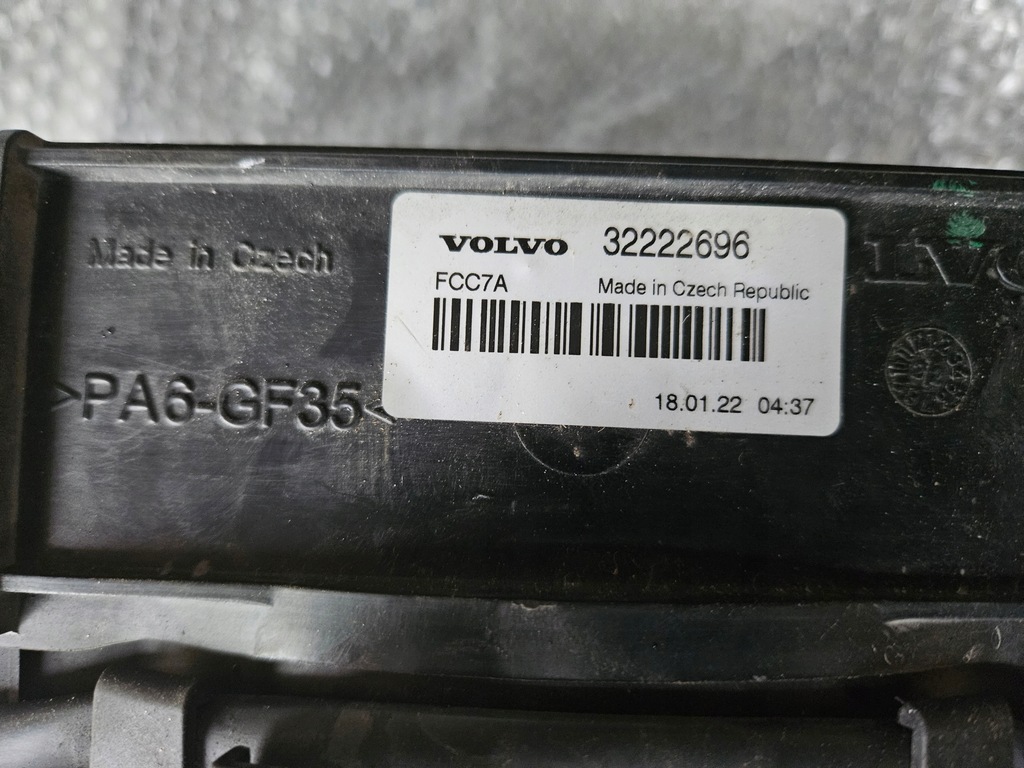 VOLVO 32222696
FCC7A Made in Czech Republic
18.01.22 04:37
Made in Czech
>PA6-GF35<